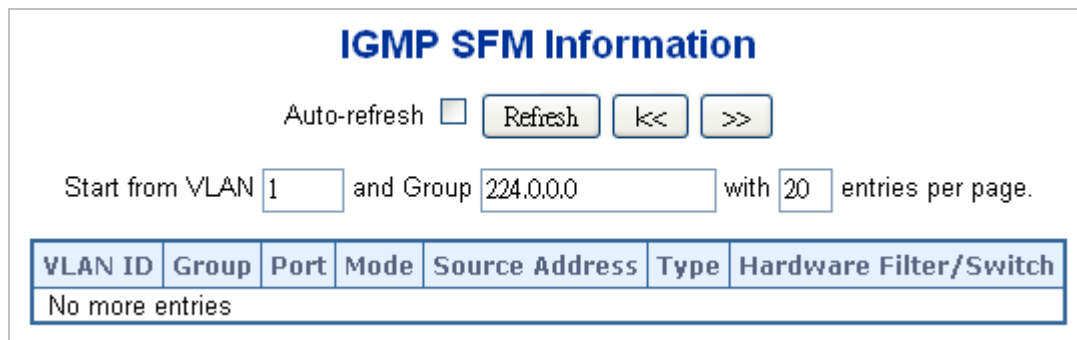 IGMP SFM Information
Auto-refresh Refresh |<< >>
Start from VLAN 1 and Group 224.0.0.0 with 20 entries per page.
VLAN ID Group Port Mode Source Address Type Hardware Filter/Switch
No more entries